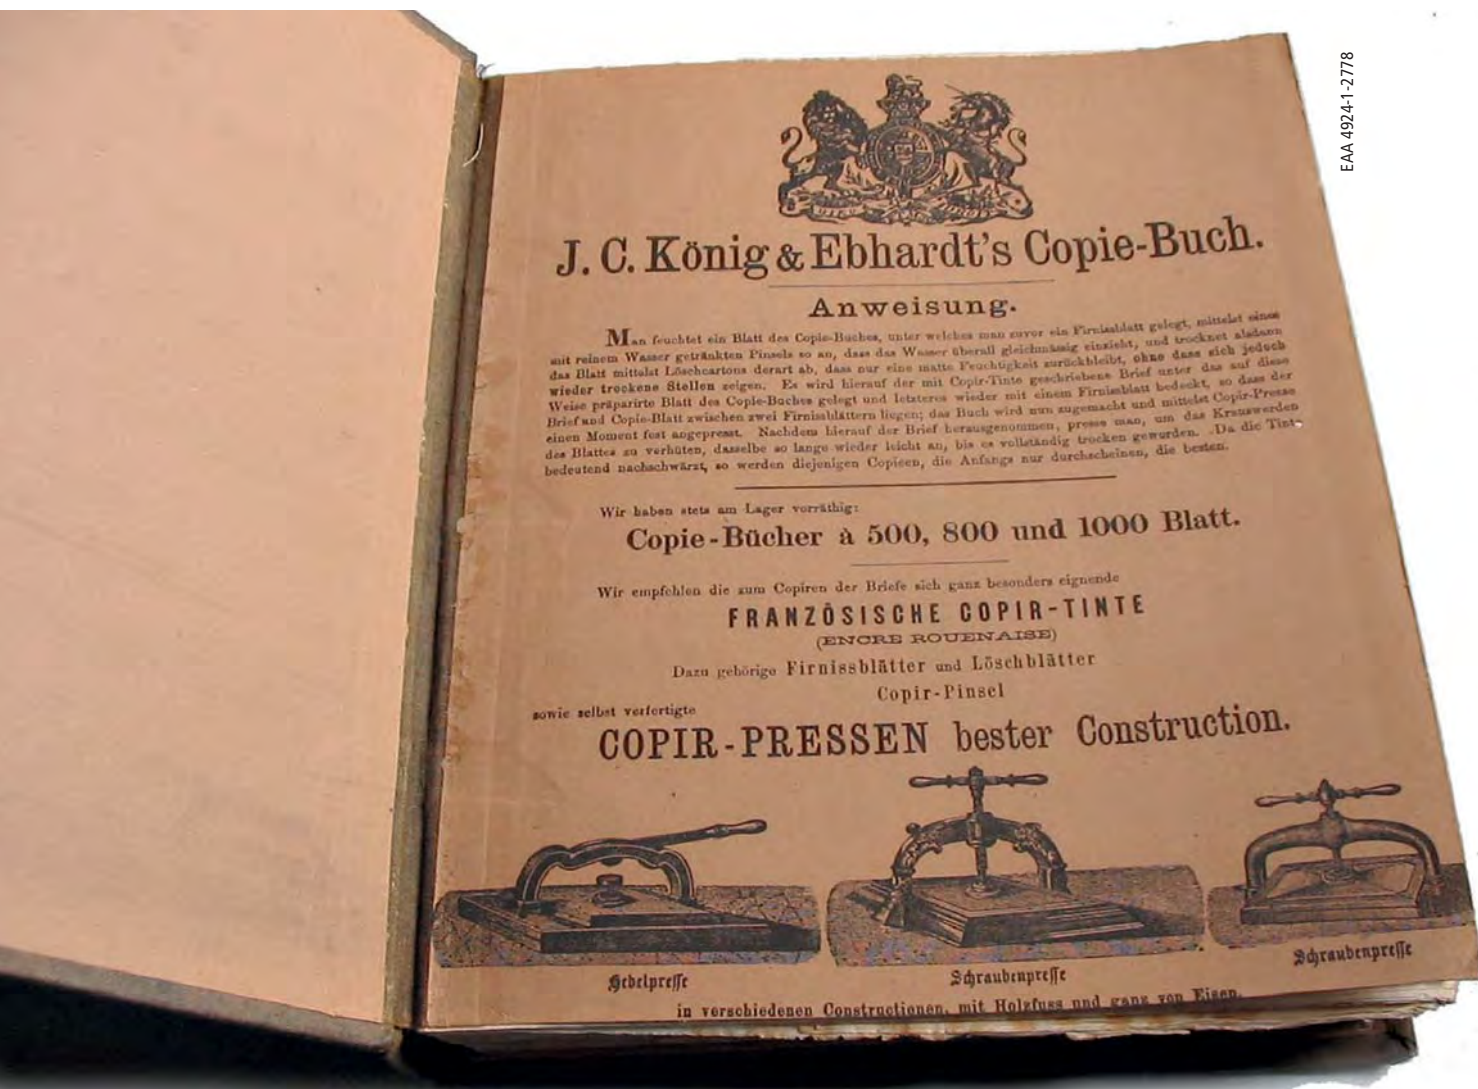 EAA 4924-1-2778
J. C. König & Ebhardt's Copie-Buch.
Anweisung.
Man feuchtet ein Blatt des Copie-Buches, unter welches man zuvor ein Firnissblatt gelegt, mittelst eines
mit reinem Wasser getränkten Pinsels so an, dass das Wasser überall gleichmässig einzieht, und trocknet alsdann
das Blatt mittelst Löschcartons derart ab, dass nur eine matte Feuchtigkeit zurückbleibt, ohne dass sich jedoch
wieder trockene Stellen zeigen. Es wird hierauf der mit Copir-Tinte geschriebene Brief unter das auf diese
Weise präparirte Blatt des Copie-Buches gelegt und letzteres wieder mit einem Firnissblatt bedeckt, so dass der
Brief und Copie-Blatt zwischen zwei Firnissblättern liegen; das Buch wird nun zugemacht und mittelst Copir-Presse
einen Moment fest angepresst. Nachdem hierauf der Brief herausgenommen, presse man, um das Krauswerden
des Blattes zu verhüten, dasselbe so lange wieder leicht an, bis es vollständig trocken geworden. Da die Tinte
bedeutend nachschwärzt, so werden diejenigen Copieen, die Anfangs nur durchscheinen, die besten.
Wir haben stets am Lager vorräthig:
Copie-Bücher à 500, 800 und 1000 Blatt.
Wir empfehlen die zum Copiren der Briefe sich ganz besonders eignende
FRANZÖSISCHE COPIR-TINTE
(ENCRE ROUENAISE)
Dazu gehörige Firnissblätter und Löschblätter
Copir-Pinsel
sowie selbst verfertigte
COPIR-PRESSEN bester Construction.
Hebelpresse
Schraubenpresse
Schraubenpresse
in verschiedenen Constructionen, mit Holzfuss und ganz von Eisen.